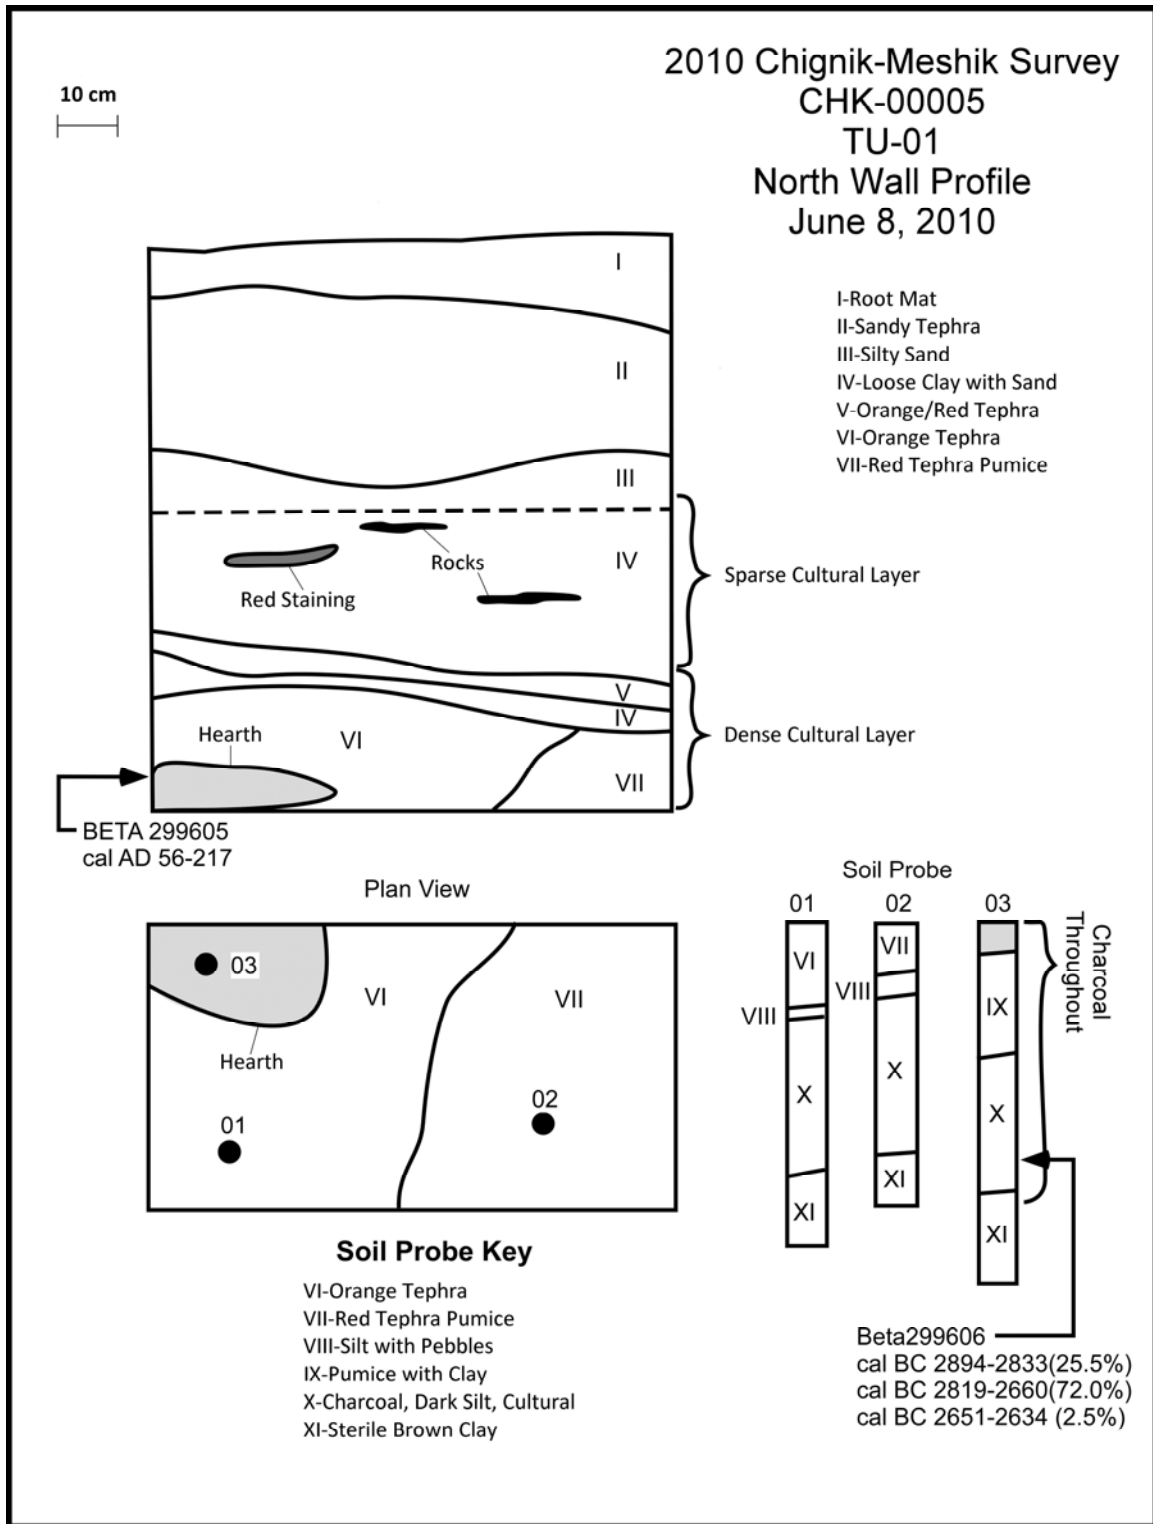 2010 Chignik-Meshik Survey
CHK-00005
TU-01
North Wall Profile
June 8, 2010
10 cm
I-Root Mat
II-Sandy Tephra
III-Silty Sand
IV-Loose Clay with Sand
V-Orange/Red Tephra
VI-Orange Tephra
VII-Red Tephra Pumice
I
II
III
IV
Rocks
Red Staining
Sparse Cultural Layer
V
IV
VI
VII
Hearth
Dense Cultural Layer
BETA 299605
cal AD 56-217
Plan View
03
VI
VII
Hearth
01
02
Soil Probe
01
02
03
VI
VIII
X
XI
VII
VIII
X
XI
IX
X
XI
Charcoal
Throughout
Soil Probe Key
VI-Orange Tephra
VII-Red Tephra Pumice
VIII-Silt with Pebbles
IX-Pumice with Clay
X-Charcoal, Dark Silt, Cultural
XI-Sterile Brown Clay
Beta299606
cal BC 2894-2833(25.5%)
cal BC 2819-2660(72.0%)
cal BC 2651-2634 (2.5%)